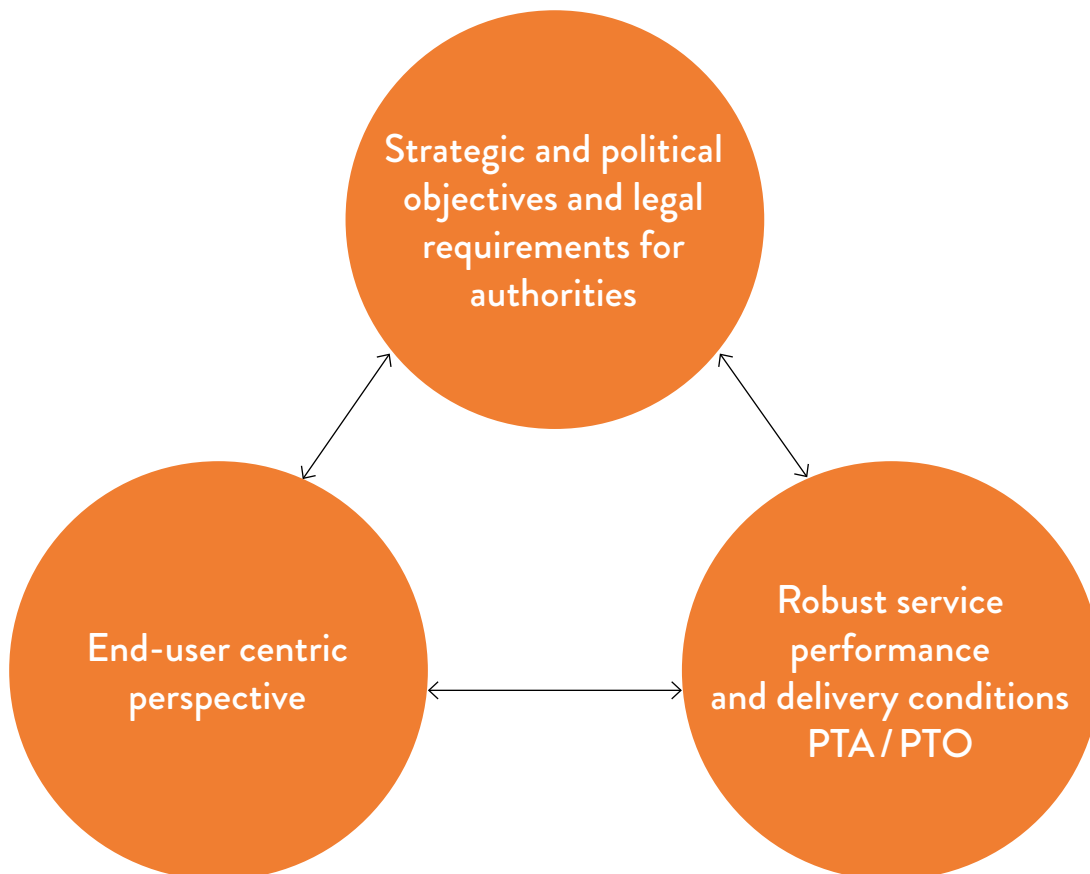 Strategic and political
objectives and legal
requirements for
authorities
End-user centric
perspective
Robust service
performance
and delivery conditions
PTA / PTO